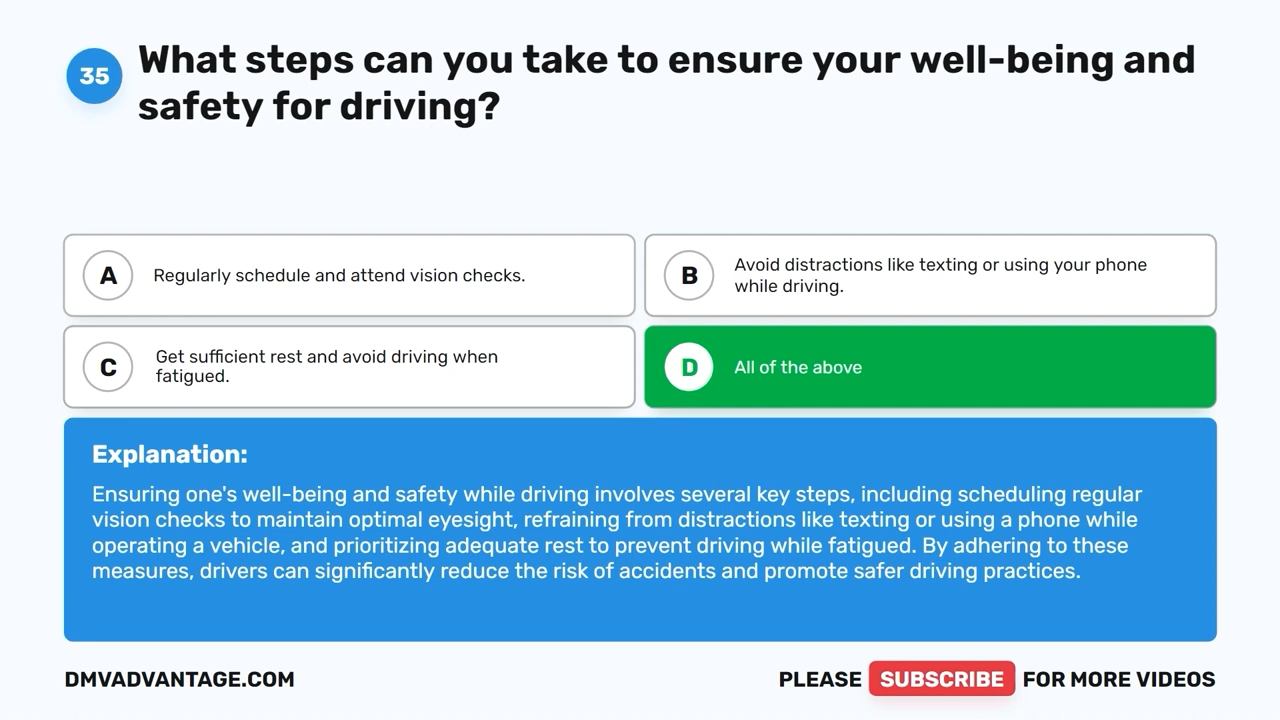 35
What steps can you take to ensure your well-being and
safety for driving?
A
Regularly schedule and attend vision checks.
B
Avoid distractions like texting or using your phone
while driving.
C
Get sufficient rest and avoid driving when
fatigued.
D
All of the above
Explanation:
Ensuring one's well-being and safety while driving involves several key steps, including scheduling regular
vision checks to maintain optimal eyesight, refraining from distractions like texting or using a phone while
operating a vehicle, and prioritizing adequate rest to prevent driving while fatigued. By adhering to these
measures, drivers can significantly reduce the risk of accidents and promote safer driving practices.
DMVADVANTAGE.COM
PLEASE SUBSCRIBE FOR MORE VIDEOS